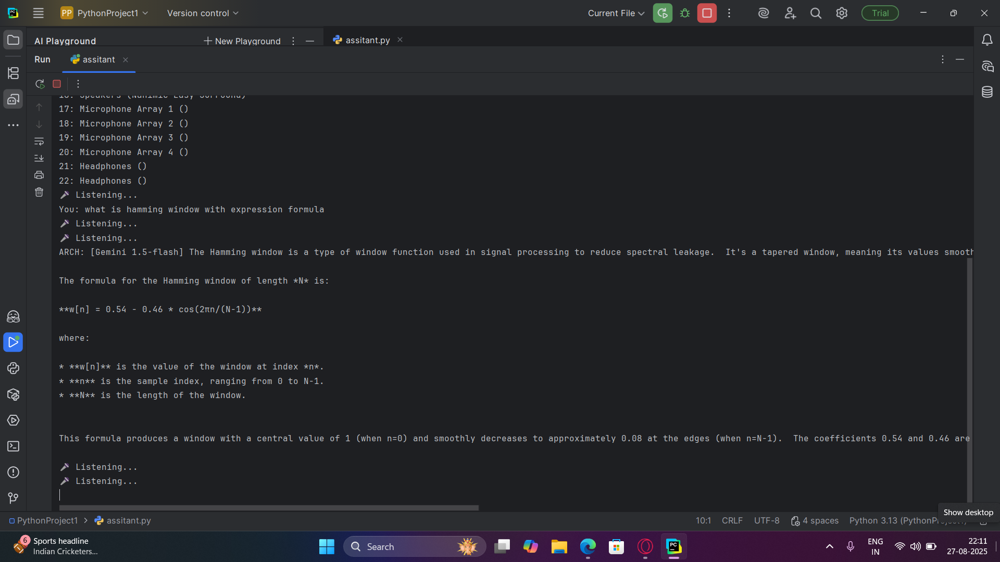 PP PythonProject1
Version control
Current File
Trial
AI Playground
New Playground
assitant.py
Run
assitant
17: Microphone Array 1 ()
18: Microphone Array 2 ()
19: Microphone Array 3 ()
20: Microphone Array 4 ()
21: Headphones ()
22: Headphones ()
Listening...
You: what is hamming window with expression formula
Listening...
Listening...
ARCH: [Gemini 1.5-flash] The Hamming window is a type of window function used in signal processing to reduce spectral leakage.  It's a tapered window, meaning its values smooth
The formula for the Hamming window of length *N* is:
**w[n] = 0.54 - 0.46 * cos(2πn/(N-1))**
where:
* **w[n]** is the value of the window at index *n*.
* **n** is the sample index, ranging from 0 to N-1.
* **N** is the length of the window.
This formula produces a window with a central value of 1 (when n=0) and smoothly decreases to approximately 0.08 at the edges (when n=N-1).  The coefficients 0.54 and 0.46 are
Listening...
Listening...
Show desktop
PythonProject1 > assitant.py
10:1 CRLF UTF-8 4 spaces Python 3.13
6
Sports headline
Indian Cricketers...
Search
PC
ENG
IN
22:11
27-08-2025